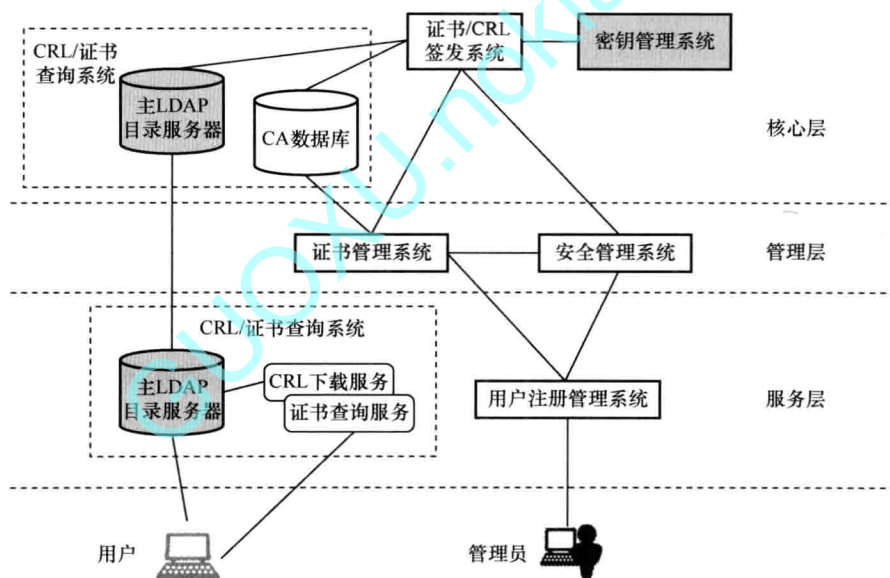 CRL/证书
查询系统
证书/CRL
签发系统
密钥管理系统
主LDAP
目录服务器
CA数据库
核心层
证书管理系统
安全管理系统
管理层
CRL/证书查询系统
主LDAP
目录服务器
CRL下载服务
证书查询服务
用户注册管理系统
服务层
用户
管理员
GUOXU.nokia